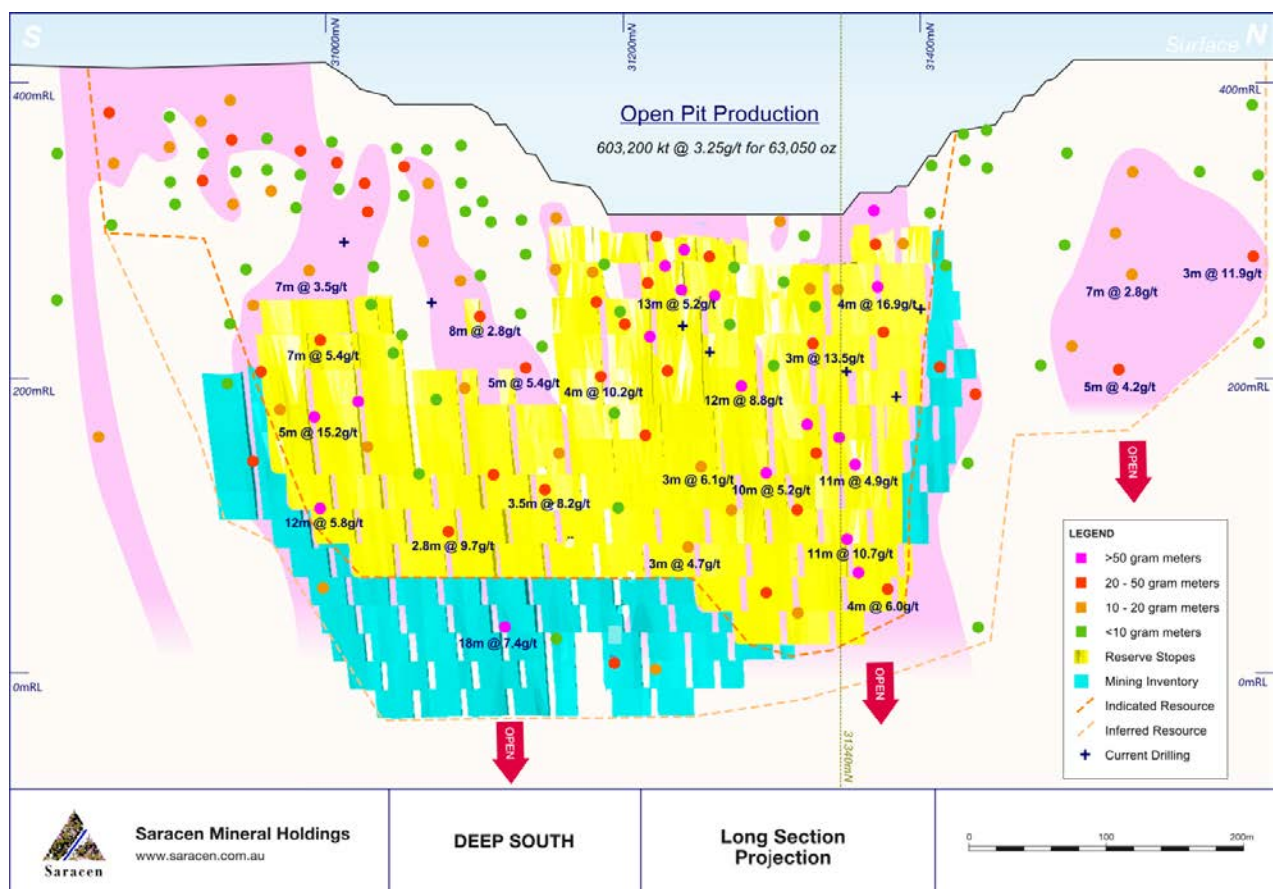 S
31000mN
31200mN
31400mN
Surface
N
400mRL
400mRL
Open Pit Production
603,200 kt @ 3.25g/t for 63,050 oz
7m @ 3.5g/t
13m @ 5.2g/t
4m @ 16.9g/t
7m @ 2.8g/t
3m @ 11.9g/t
8m @ 2.8g/t
7m @ 5.4g/t
3m @ 13.5g/t
5m @ 5.4g/t
4m @ 10.2g/t
12m @ 8.8g/t
5m @ 4.2g/t
200mRL
200mRL
5m @ 15.2g/t
3m @ 6.1g/t
10m @ 5.2g/t
11m @ 4.9g/t
3.5m @ 8.2g/t
12m @ 5.8g/t
2.8m @ 9.7g/t
3m @ 4.7g/t
11m @ 10.7g/t
4m @ 6.0g/t
18m @ 7.4g/t
0mRL
0mRL
OPEN
OPEN
OPEN
31340mN
LEGEND
>50 gram meters
20 - 50 gram meters
10 - 20 gram meters
<10 gram meters
Reserve Stopes
Mining Inventory
Indicated Resource
Inferred Resource
Current Drilling
Saracen
Saracen Mineral Holdings
www.saracen.com.au
DEEP SOUTH
Long Section
Projection
0
100
200m